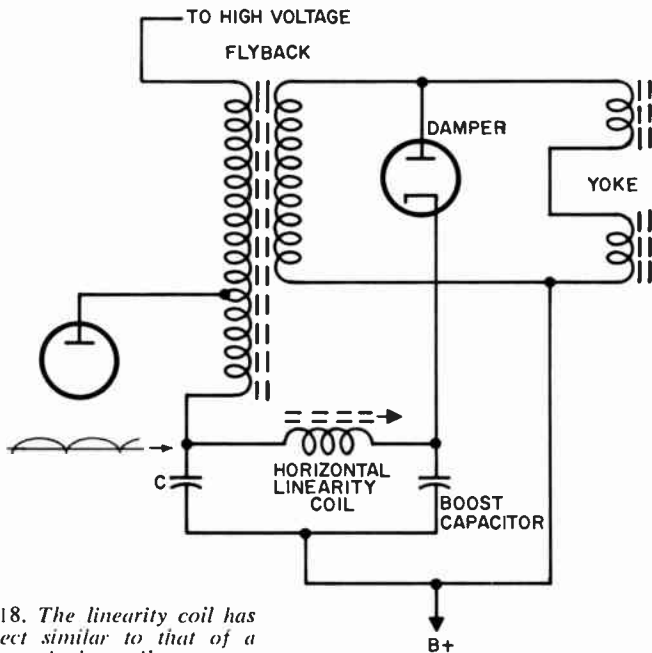 TO HIGH VOLTAGE
FLYBACK
DAMPER
YOKE
C
HORIZONTAL
LINEARITY
COIL
BOOST
CAPACITOR
B+
18. The linearity coil has
ect similar to that of a